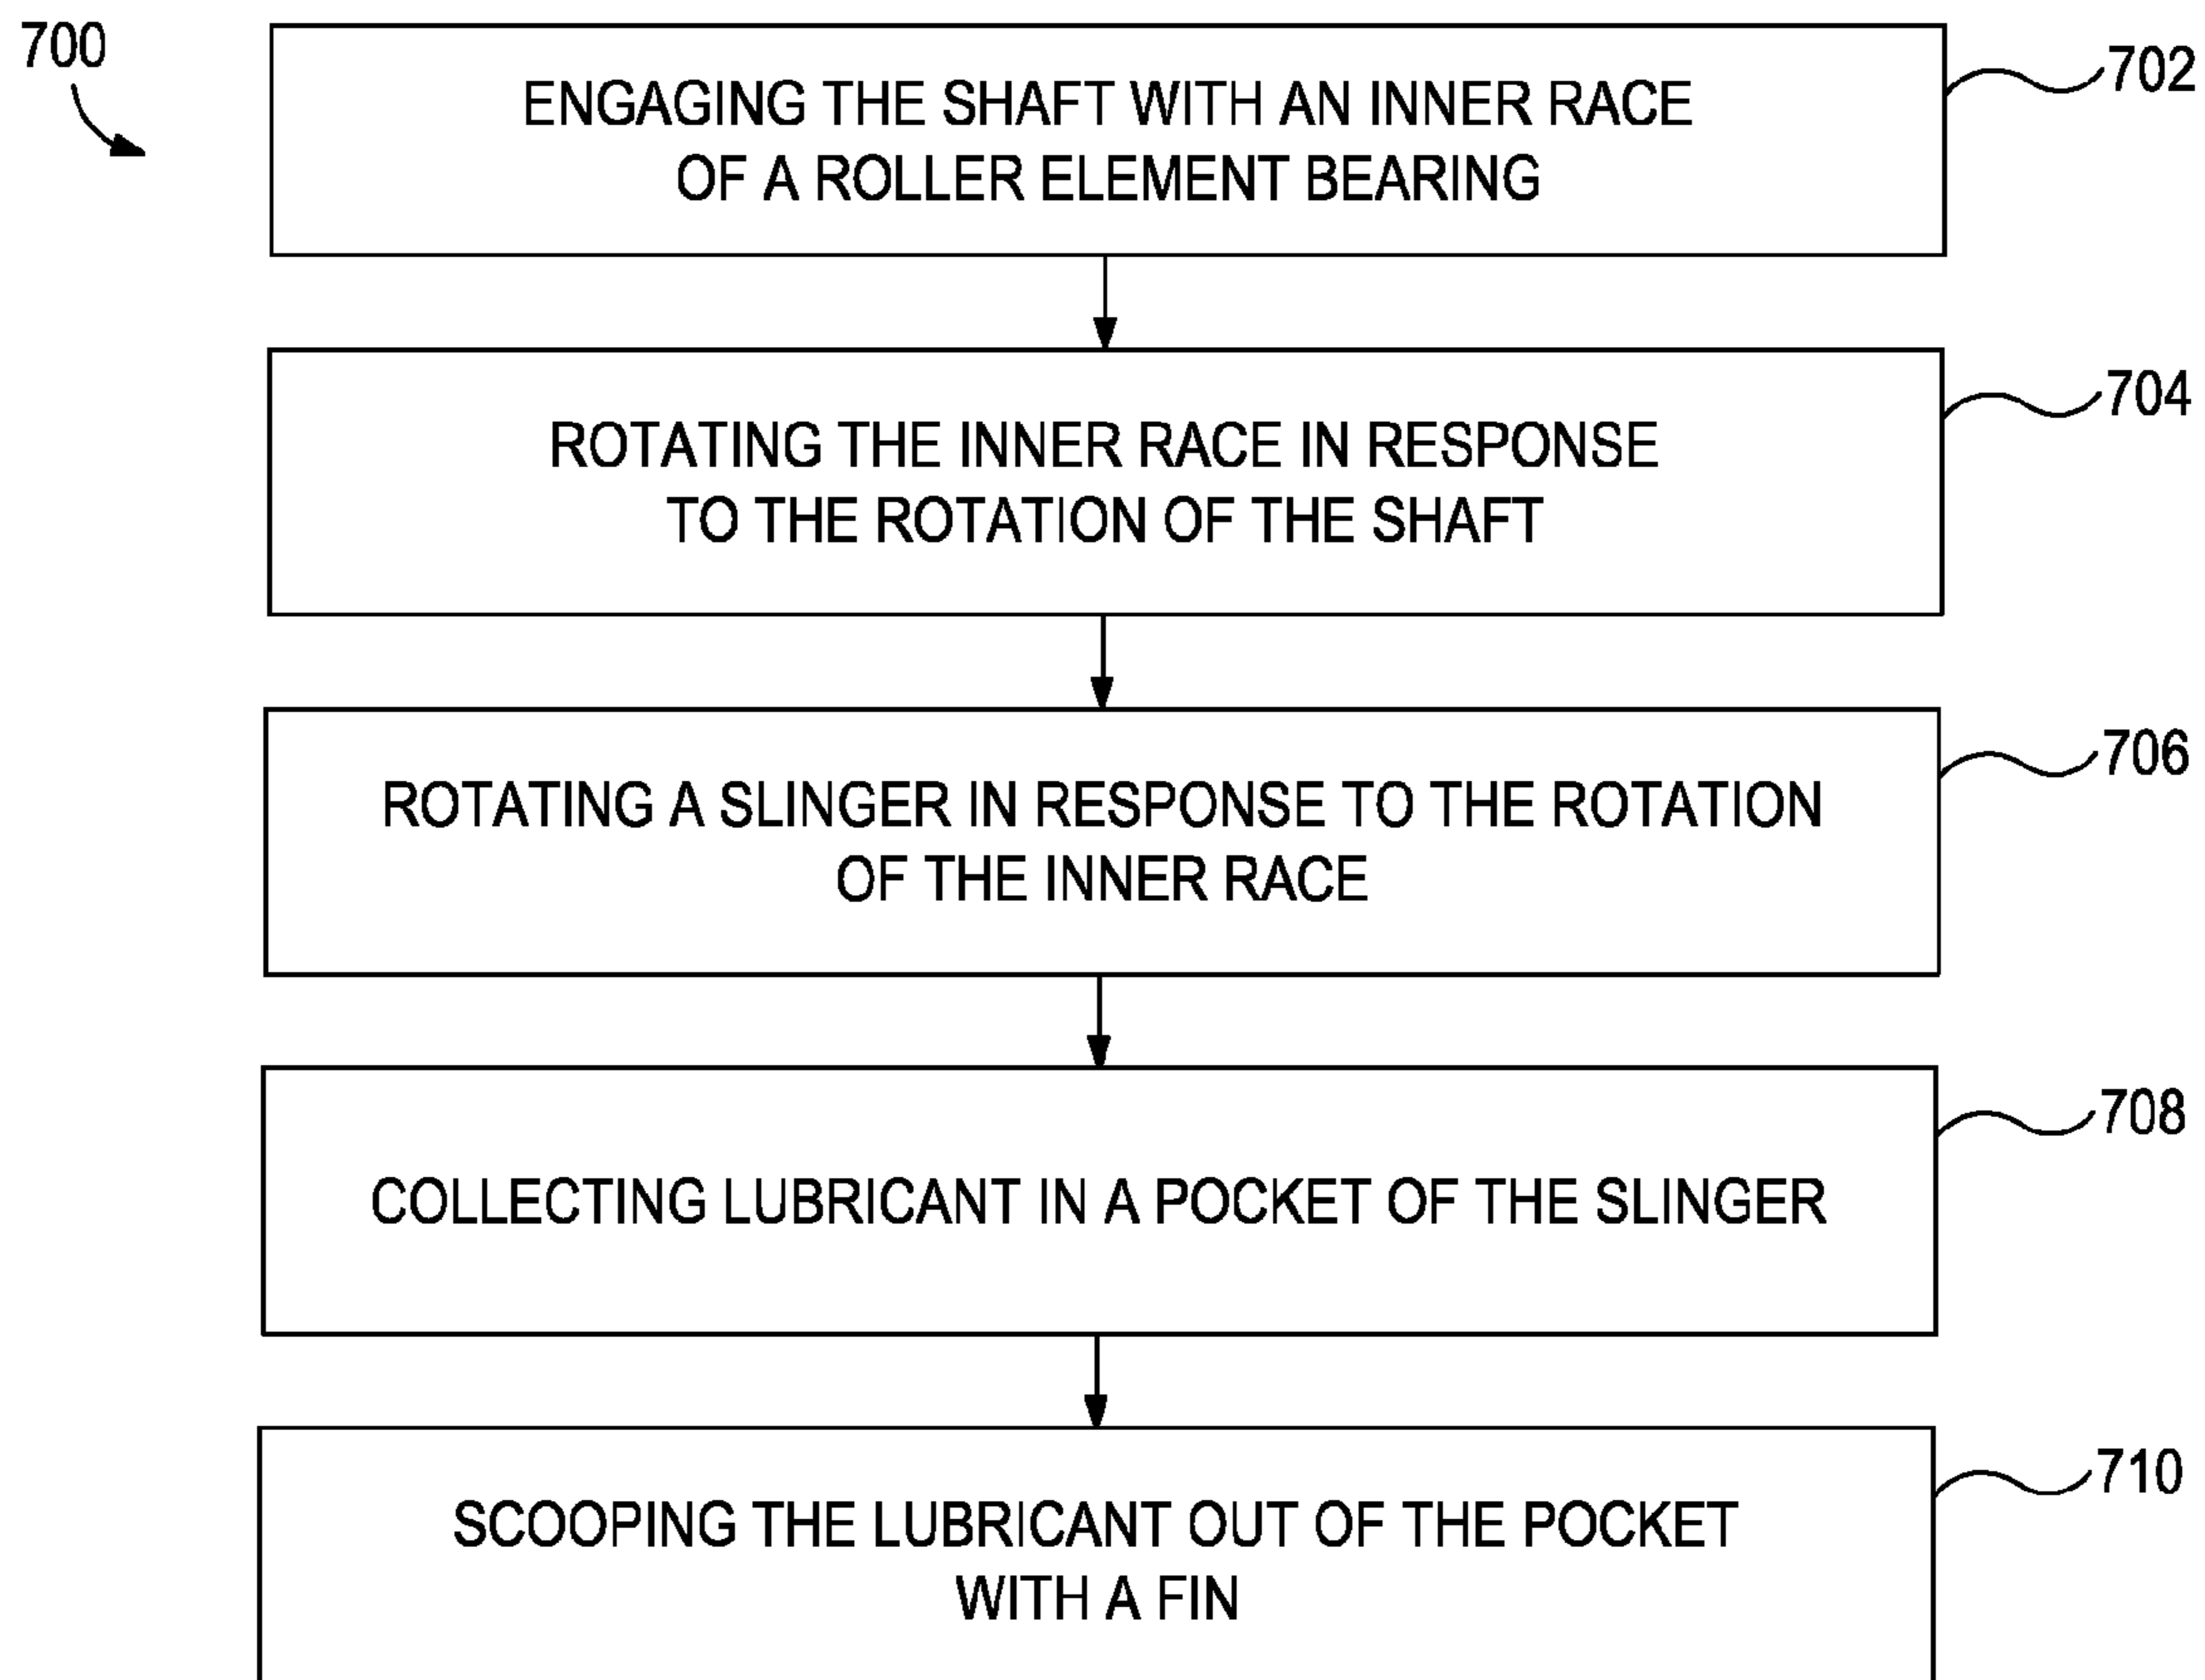 700
ENGAGING THE SHAFT WITH AN INNER RACE
OF A ROLLER ELEMENT BEARING
702
ROTATING THE INNER RACE IN RESPONSE
TO THE ROTATION OF THE SHAFT
704
ROTATING A SLINGER IN RESPONSE TO THE ROTATION
OF THE INNER RACE
706
COLLECTING LUBRICANT IN A POCKET OF THE SLINGER
708
SCOOPING THE LUBRICANT OUT OF THE POCKET
WITH A FIN
710